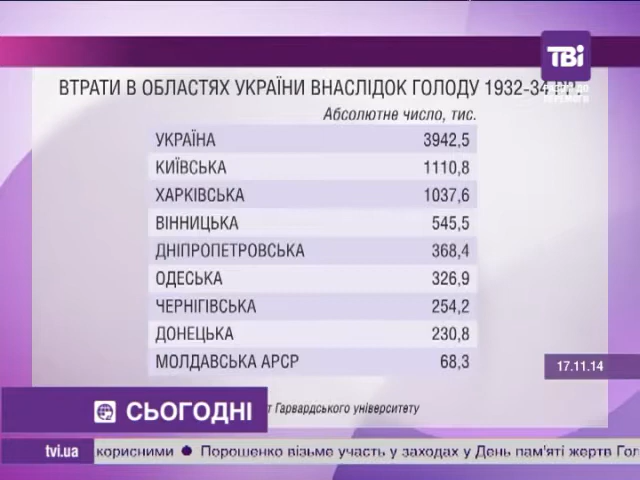 ТВі
ВТРАТИ В ОБЛАСТЯХ УКРАЇНИ ВНАСЛІДОК ГОЛОДУ 1932-34 РР.
Абсолютне число, тис.
УКРАЇНА 3942,5
КИЇВСЬКА 1110,8
ХАРКІВСЬКА 1037,6
ВІННИЦЬКА 545,5
ДНІПРОПЕТРОВСЬКА 368,4
ОДЕСЬКА 326,9
ЧЕРНІГІВСЬКА 254,2
ДОНЕЦЬКА 230,8
МОЛДАВСЬКА АРСР 68,3
17.11.14
СЬОГОДНІ
Гарвардського університету
tvi.ua корисними ● Порошенко візьме участь у заходах у День пам'яті жертв Гол